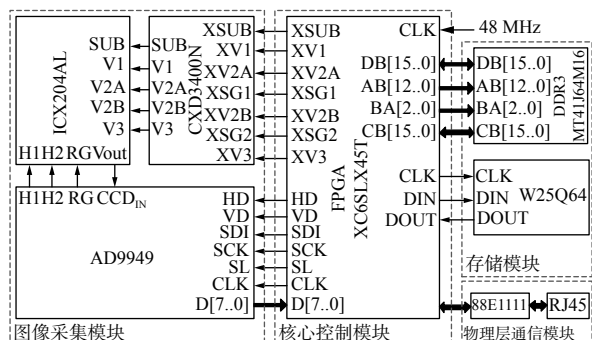 ICX204AL
SUB
V1
V2A
V2B
V3
H1 H2 RG Vout
SUB
V1
V2A
V2B
V3
CXD3400N
XSUB
XV1
XV2A
XSG1
XV2B
XSG2
XV3
H1 H2 RG CCDIN
AD9949
HD
VD
SDI
SCK
SL
CLK
D[7..0]
图像采集模块
XSUB
XV1
XV2A
XSG1
XV2B
XSG2
XV3
HD
VD
SDI
SCK
SL
CLK
D[7..0]
FPGA
XC6SLX45T
CLK
DB[15..0]
AB[12..0]
BA[2..0]
CB[15..0]
CLK
DIN
DOUT
核心控制模块
48 MHz
DB[15..0]
AB[12..0]
BA[2..0]
CB[15..0]
DDR3
MT41J64M16
CLK
DIN
DOUT
W25Q64
存储模块
88E1111
RJ45
物理层通信模块